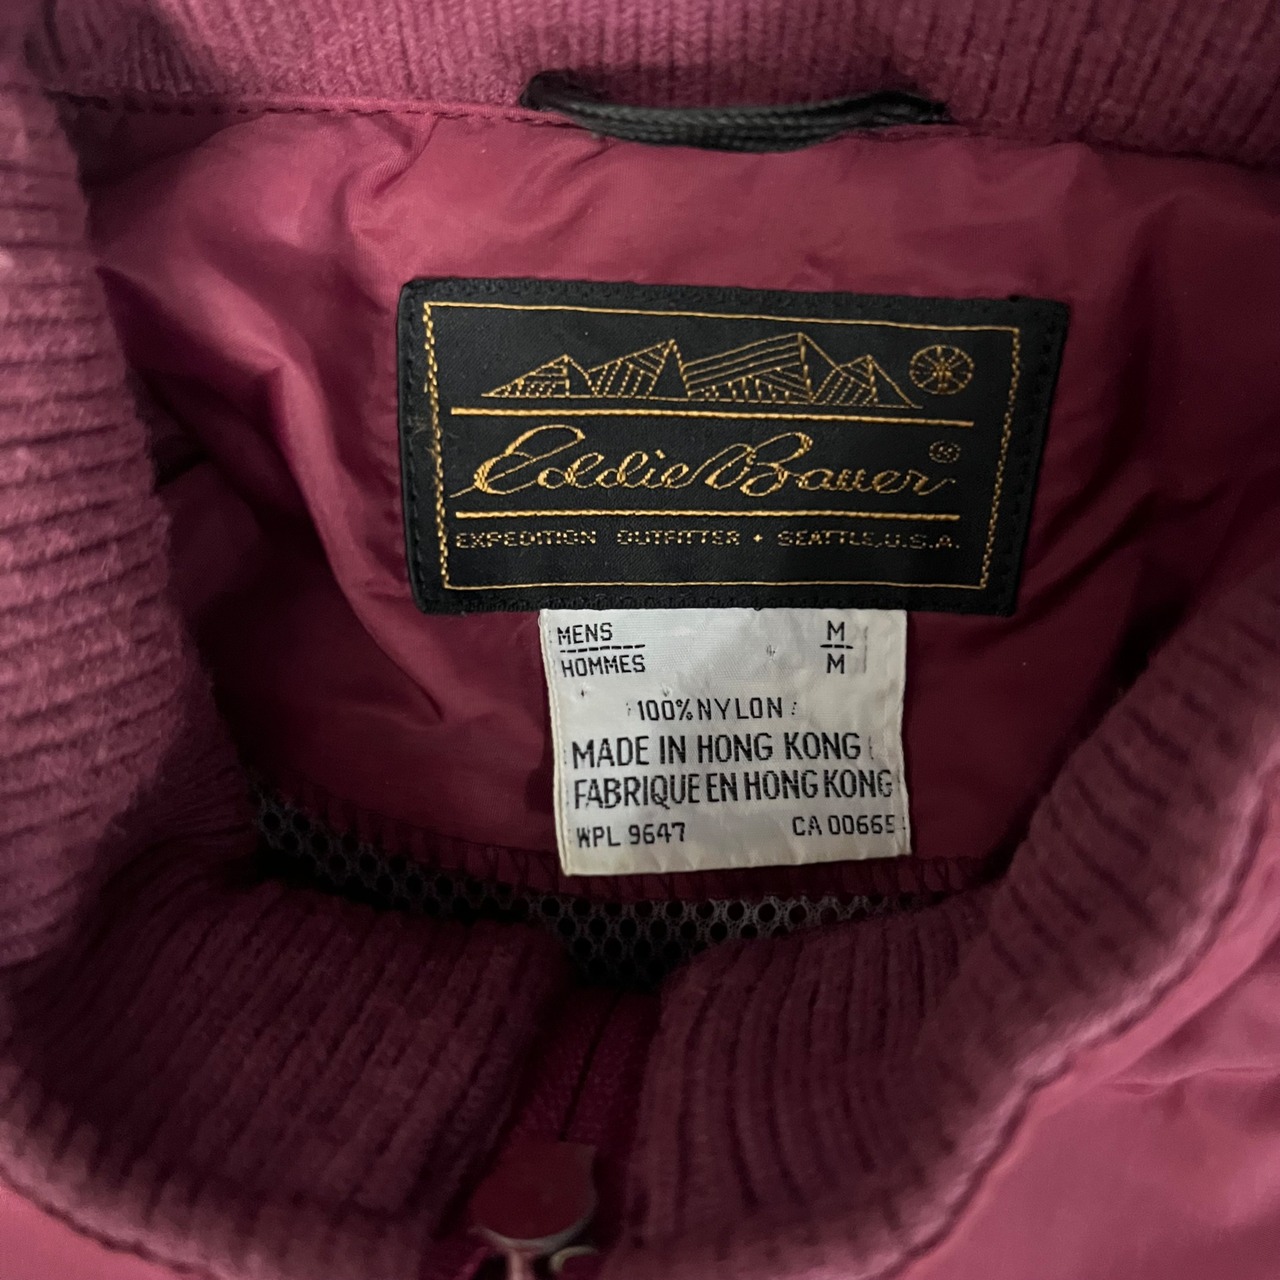 Eddie Bauer®
EXPEDITION OUTFITTERS ✦ SEATTLE, U.S.A.
MENS M
HOMMES M
100% NYLON
MADE IN HONG KONG
FABRIQUE EN HONG KONG
WPL 9647 CA 00665